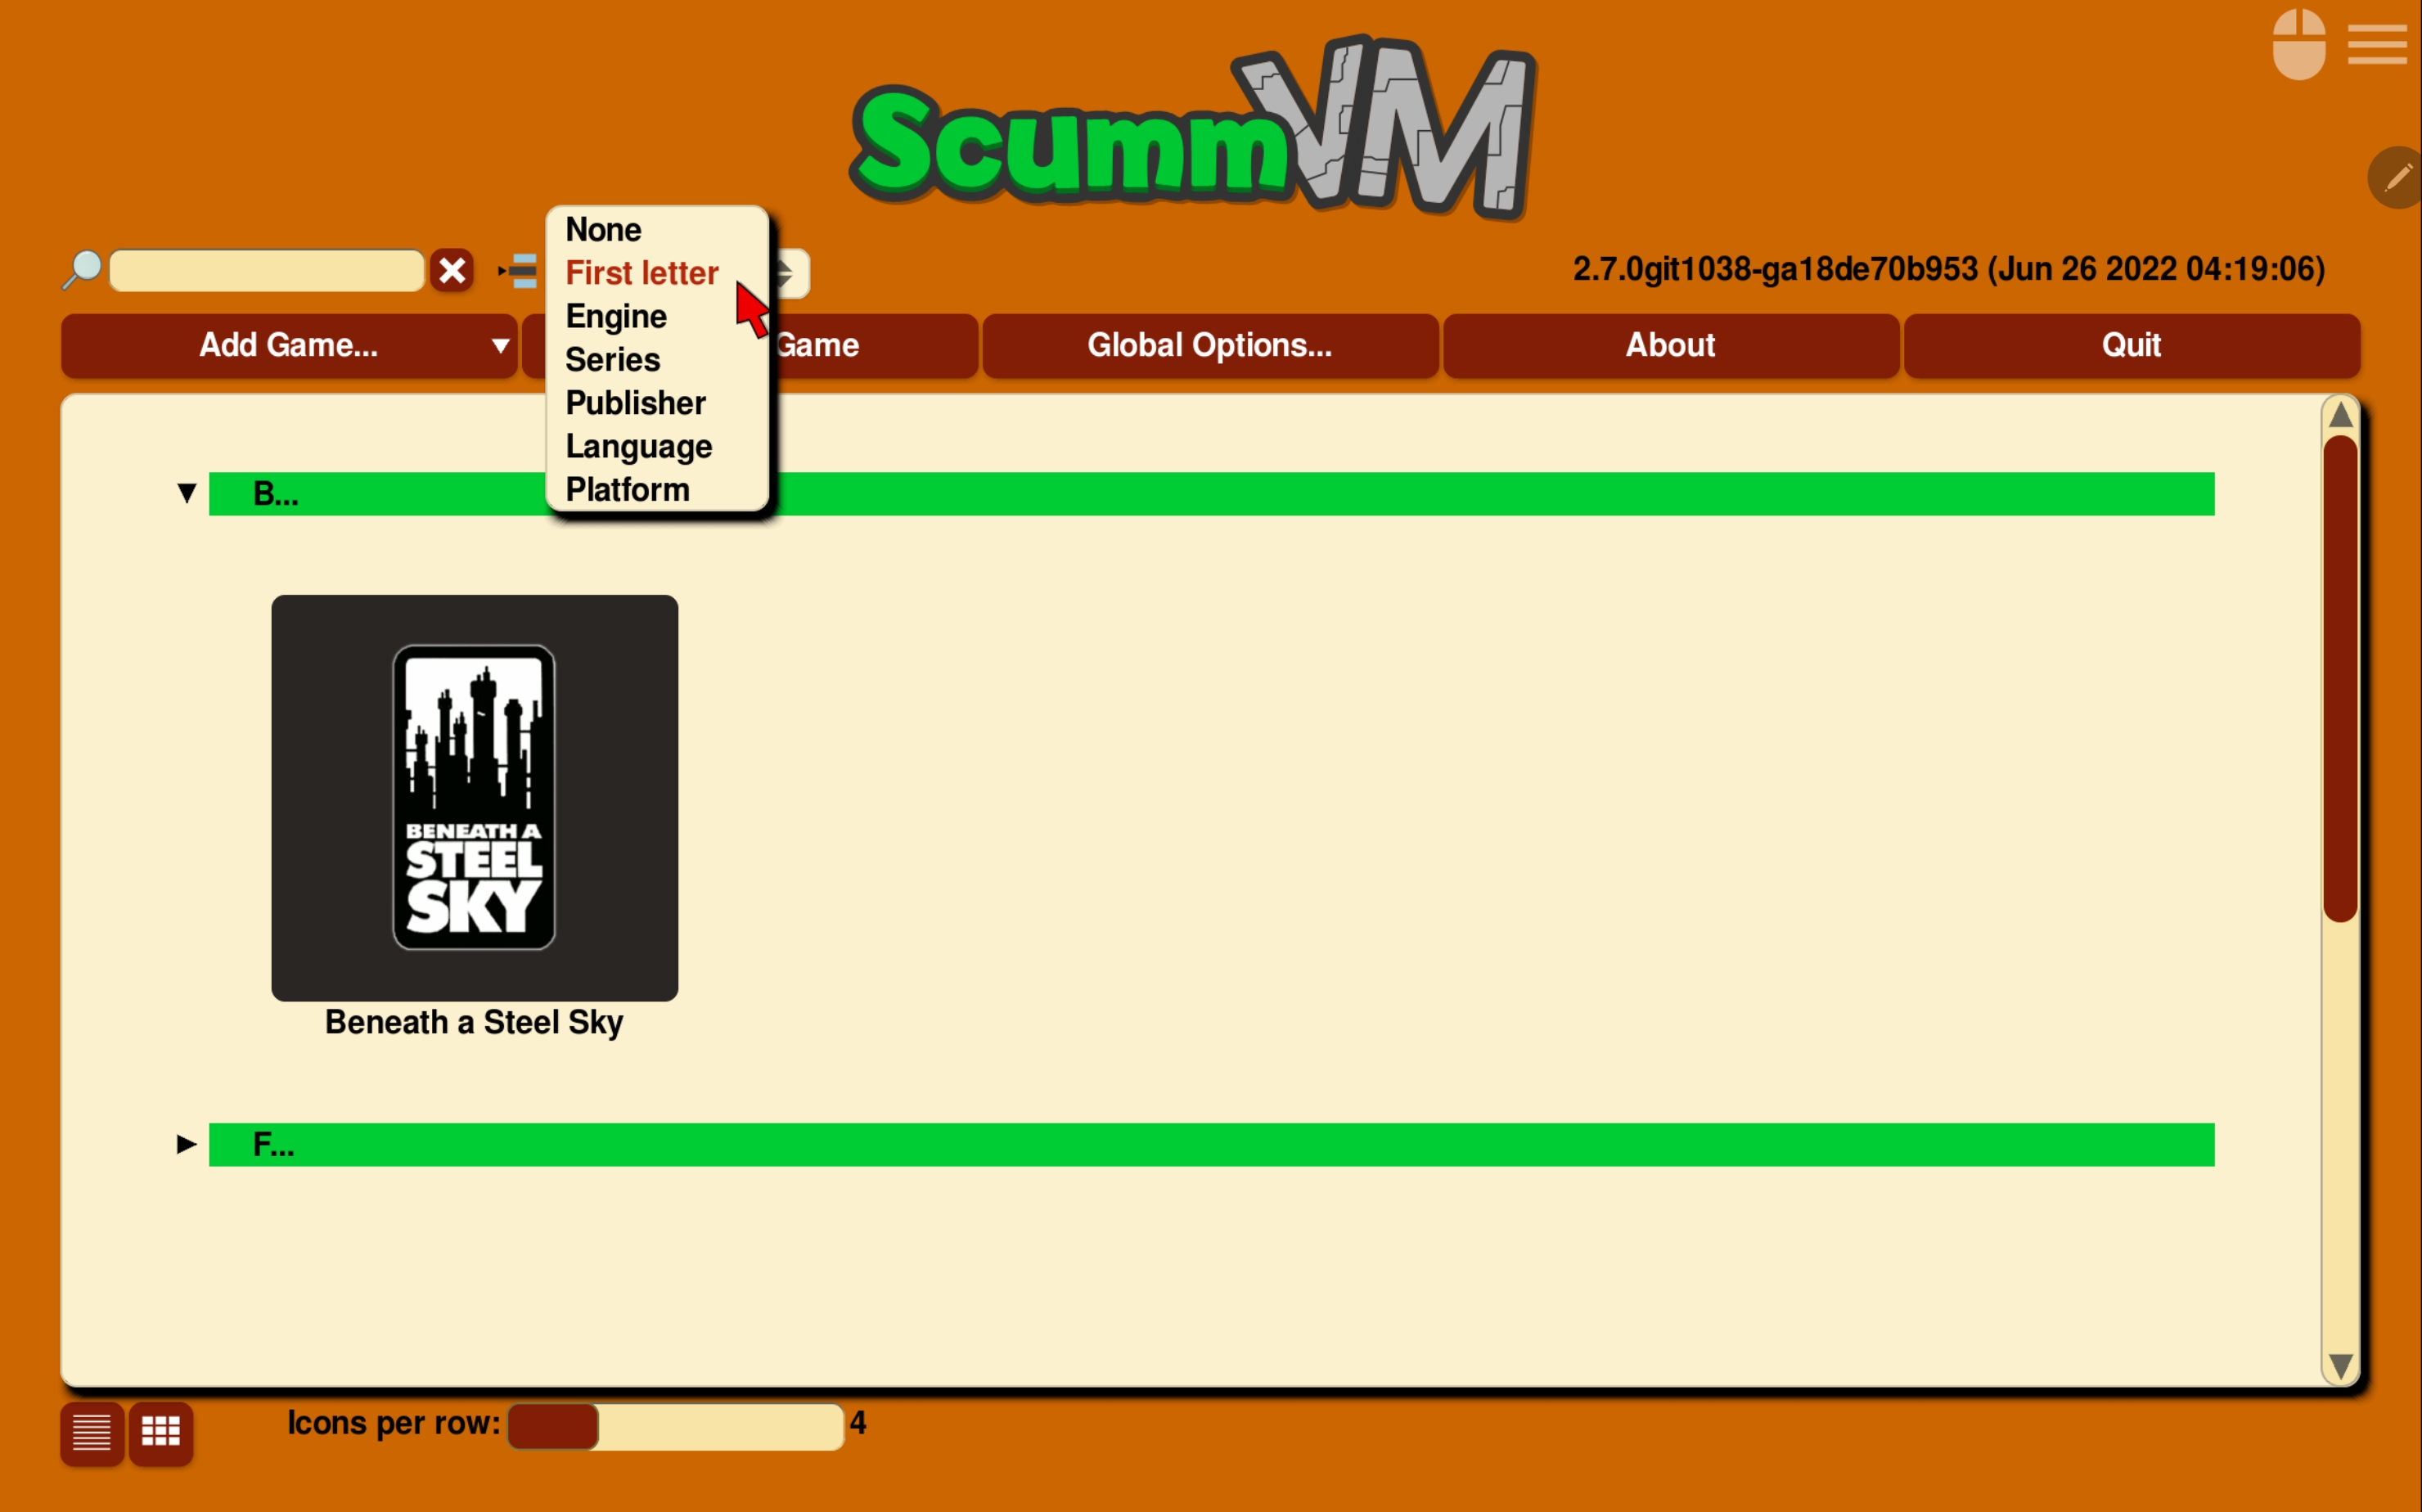 ScummVM
None
First letter
Engine
Series
Publisher
Language
Platform
2.7.0git1038-ga18de70b953 (Jun 26 2022 04:19:06)
Add Game...
Game
Global Options...
About
Quit
B...
BENEATH A
STEEL
SKY
Beneath a Steel Sky
F...
Icons per row:
4